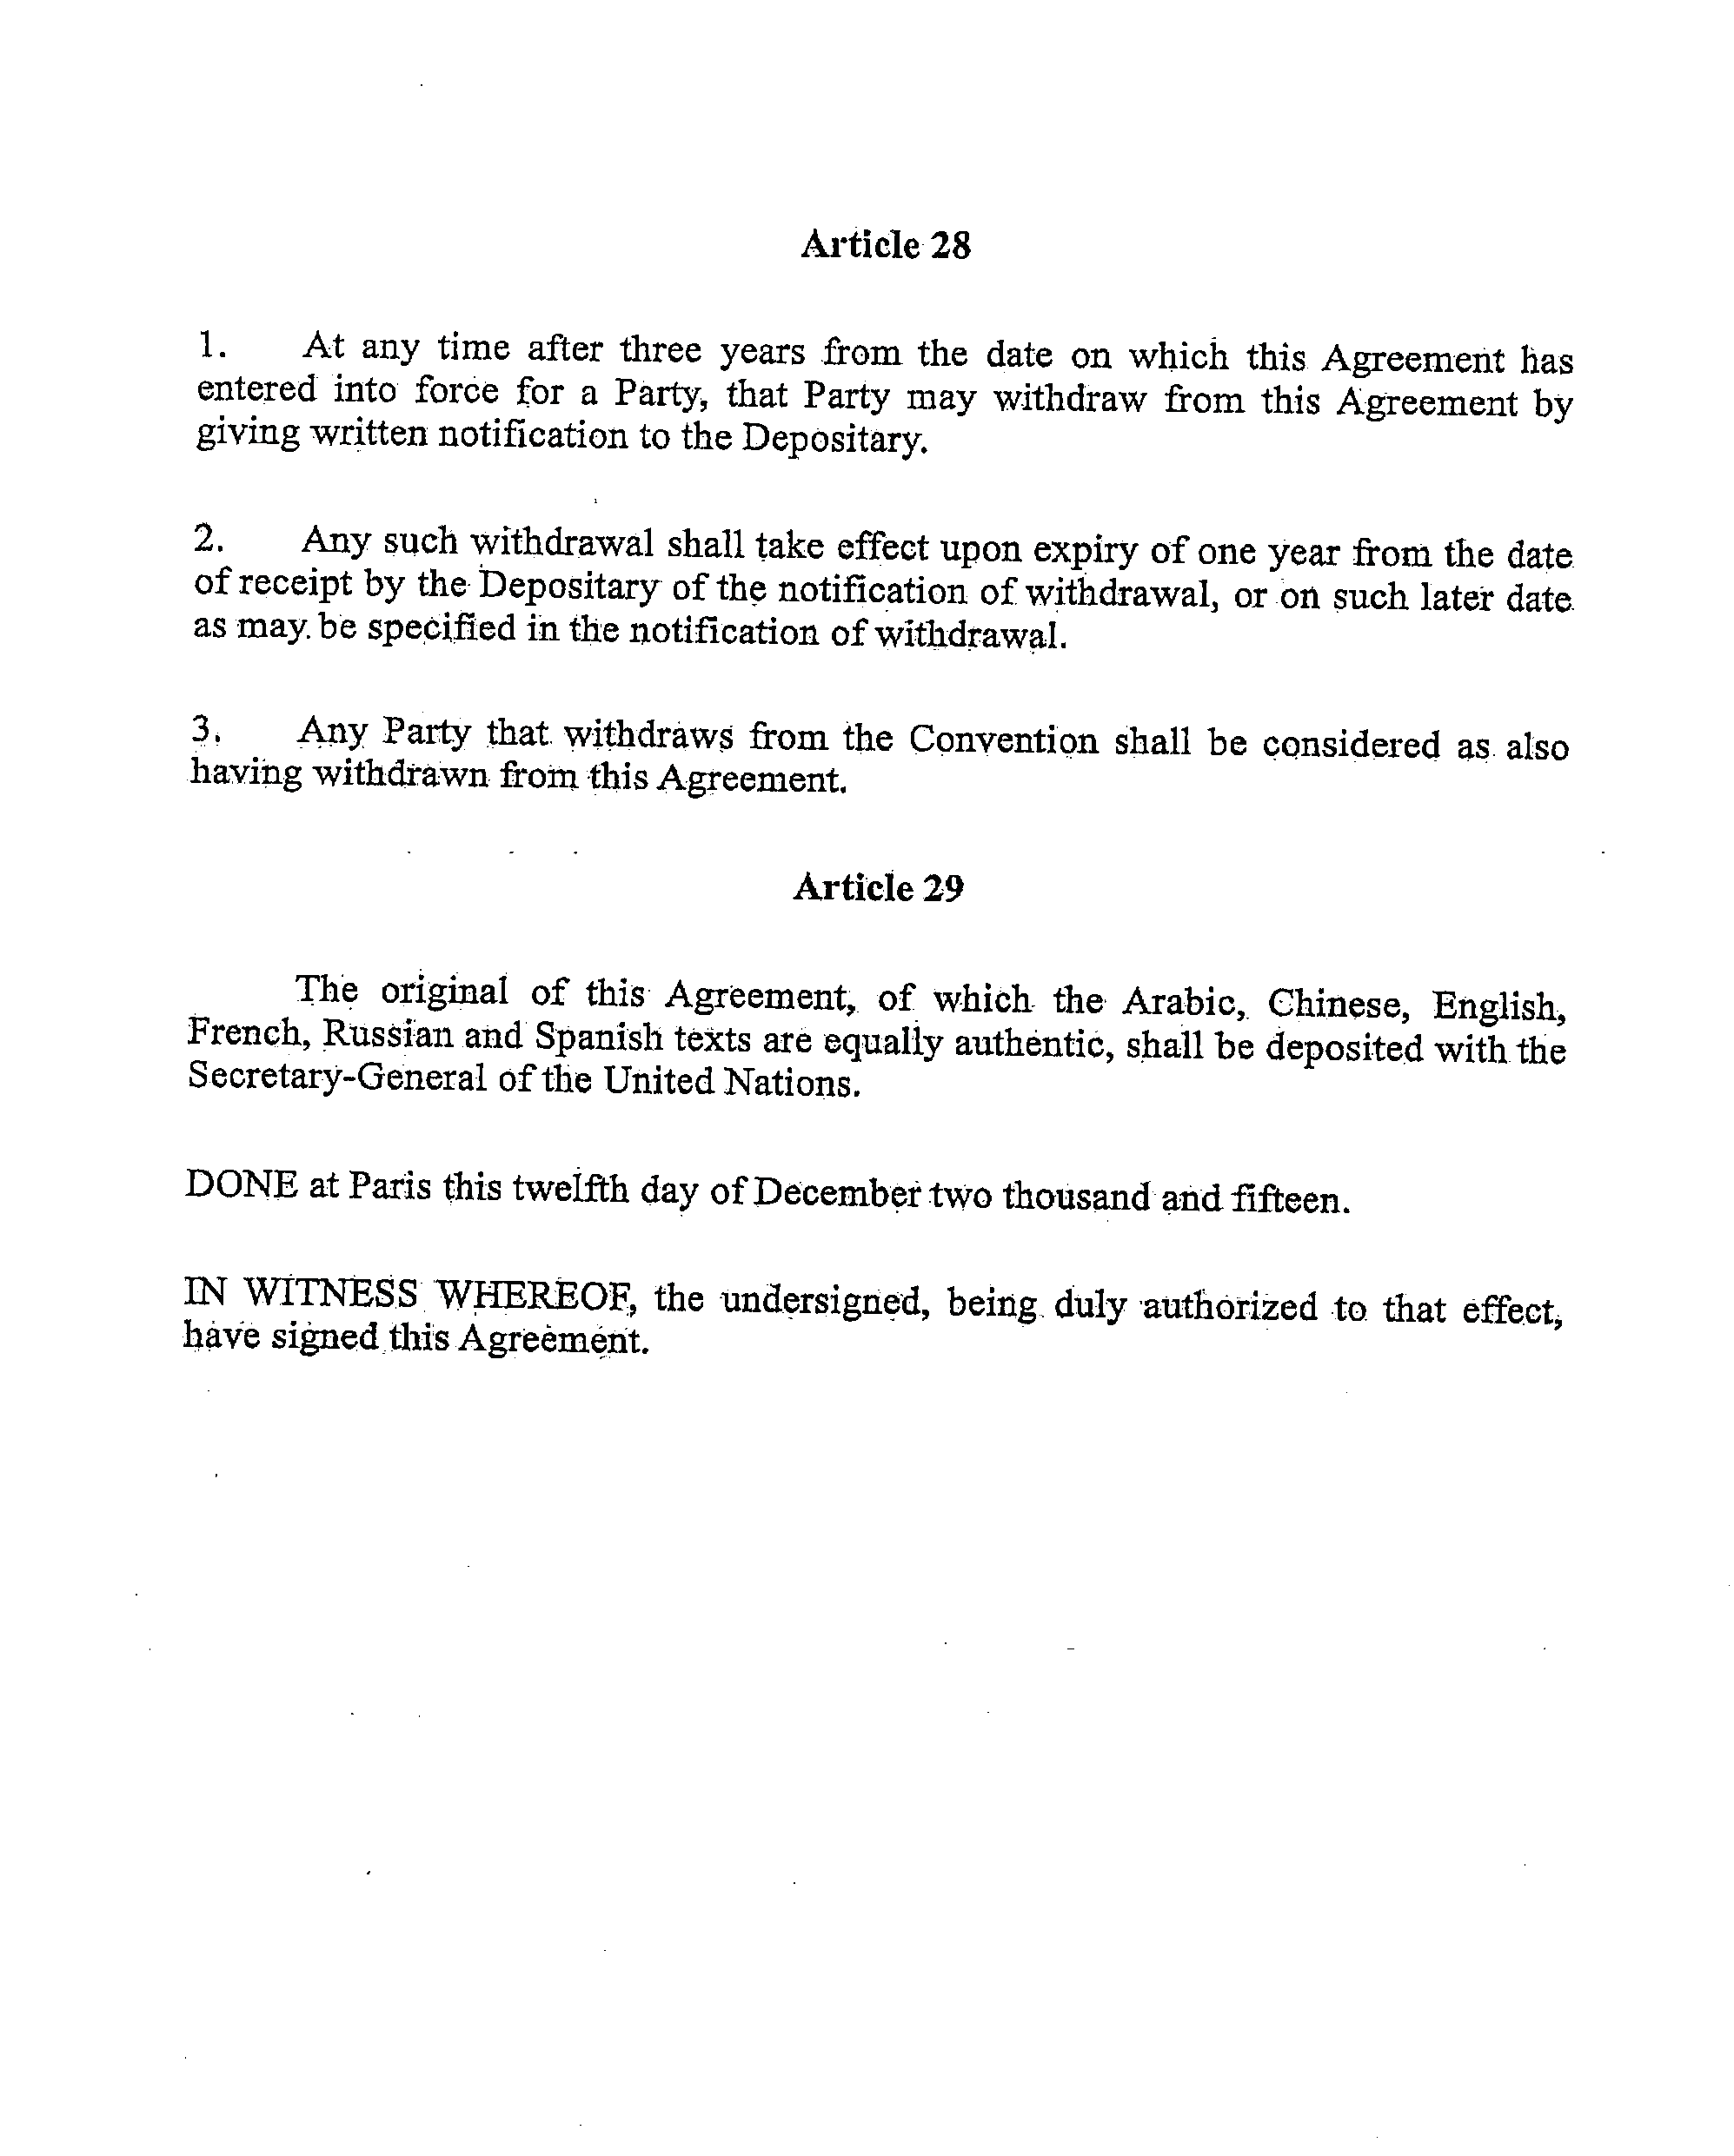 Article 28
1. At any time after three years from the date on which this Agreement has
entered into force for a Party, that Party may withdraw from this Agreement by
giving written notification to the Depositary.
2. Any such withdrawal shall take effect upon expiry of one year from the date
of receipt by the Depositary of the notification of withdrawal, or on such later date
as may be specified in the notification of withdrawal.
3. Any Party that withdraws from the Convention shall be considered as also
having withdrawn from this Agreement.
Article 29
The original of this Agreement, of which the Arabic, Chinese, English,
French, Russian and Spanish texts are equally authentic, shall be deposited with the
Secretary-General of the United Nations.
DONE at Paris this twelfth day of December two thousand and fifteen.
IN WITNESS WHEREOF, the undersigned, being duly authorized to that effect,
have signed this Agreement.